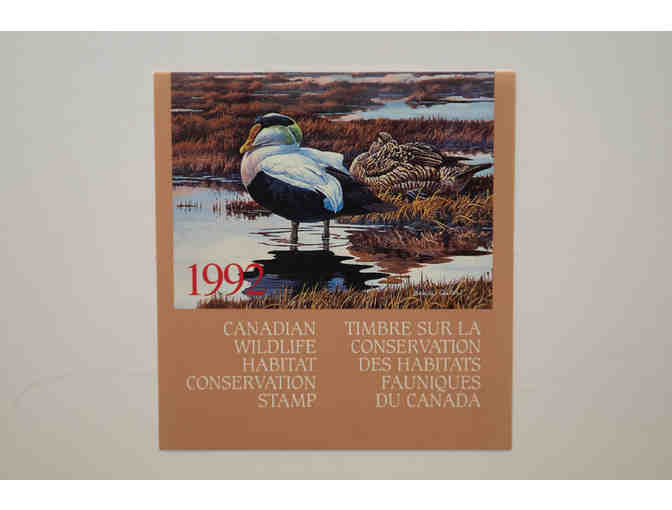 1992
CANADIAN
WILDLIFE
HABITAT
CONSERVATION
STAMP
TIMBRE SUR LA
CONSERVATION
DES HABITATS
FAUNIQUES
DU CANADA